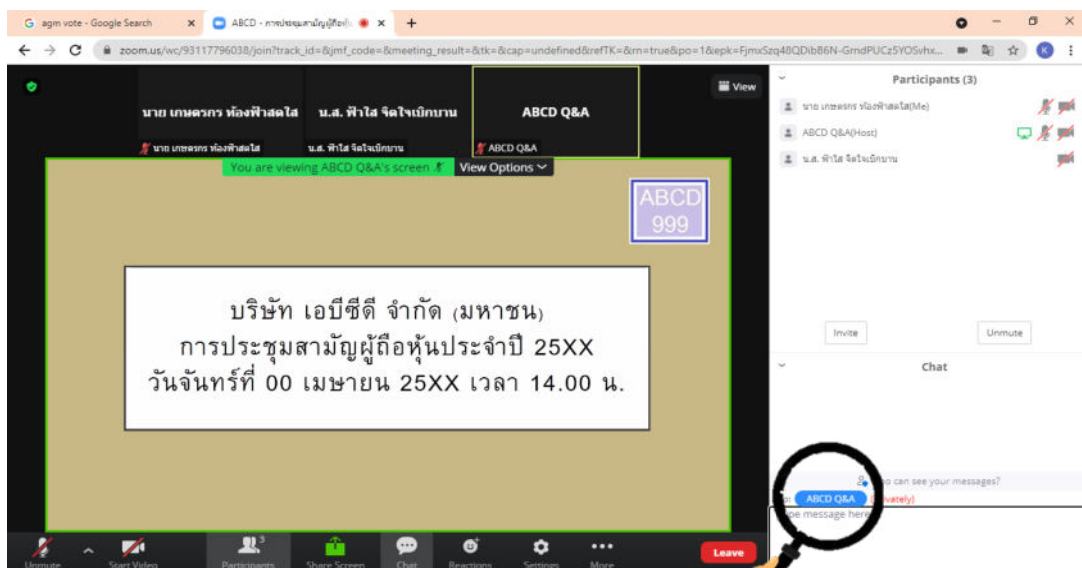 agm vote - Google Search
ABCD - การประชุมสามัญผู้ถือหุ้น
zoom.us/wc/93117796038/join?track_id=&jmf_code=&meeting_result=&tk=&cap=undefined&refTK=&rn=true&po=1&epk=
K
View
นาย เกษตรกร ท้องฟ้าสดใส
น.ส. ฟ้าใส จิตใจเบิกบาน
ABCD Q&A
นาย เกษตรกร ท้องฟ้าสดใส
น.ส. ฟ้าใส จิตใจเบิกบาน
ABCD Q&A
You are viewing ABCD Q&A's screen
View Options
ABCD
999
บริษัท เอบีซีดี จำกัด (มหาชน)
การประชุมสามัญผู้ถือหุ้นประจำปี 25XX
วันจันทร์ที่ 00 เมษายน 25XX เวลา 14.00 น.
Unmute
Start Video
Participants
3
Share Screen
Chat
Reactions
Settings
More
Leave
Participants (3)
นาย เกษตรกร ท้องฟ้าสดใส(Me)
ABCD Q&A(Host)
น.ส. ฟ้าใส จิตใจเบิกบาน
Invite
Unmute
Chat
can see your messages?
ABCD Q&A
message here